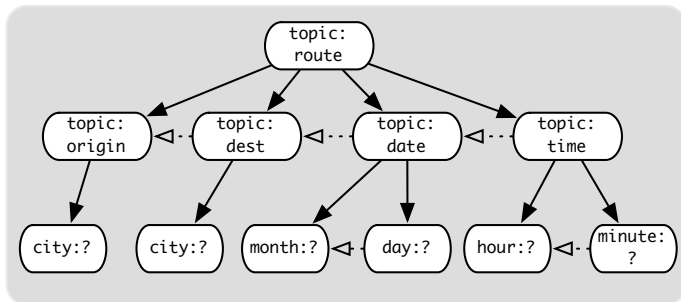 topic:
route
topic:
origin
topic:
dest
topic:
date
topic:
time
city:?
city:?
month:?
day:?
hour:?
minute:
?